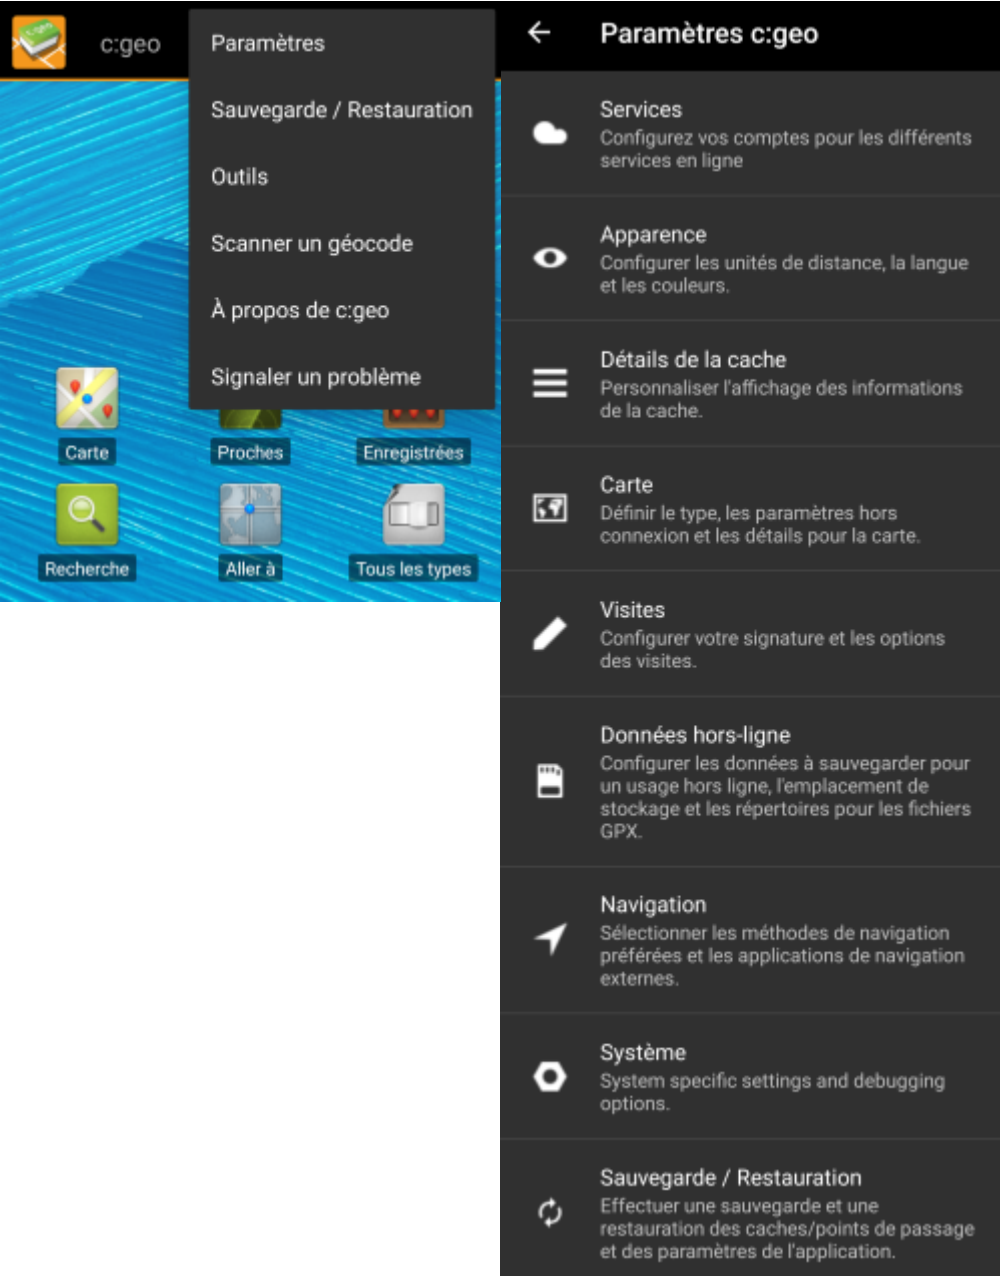 c:geo
Paramètres
Sauvegarde / Restauration
Outils
Scanner un géocode
À propos de c:geo
Signaler un problème
Carte
Proches
Enregistrées
Recherche
Aller à
Tous les types
Paramètres c:geo
Services
Configurez vos comptes pour les différents
services en ligne
Apparence
Configurer les unités de distance, la langue
et les couleurs.
Détails de la cache
Personnaliser l'affichage des informations
de la cache.
Carte
Définir le type, les paramètres hors
connexion et les détails pour la carte.
Visites
Configurer votre signature et les options
des visites.
Données hors-ligne
Configurer les données à sauvegarder pour
un usage hors ligne, l'emplacement de
stockage et les répertoires pour les fichiers
GPX.
Navigation
Sélectionner les méthodes de navigation
préférées et les applications de navigation
externes.
Système
System specific settings and debugging
options.
Sauvegarde / Restauration
Effectuer une sauvegarde et une
restauration des caches/points de passage
et des paramètres de l'application.